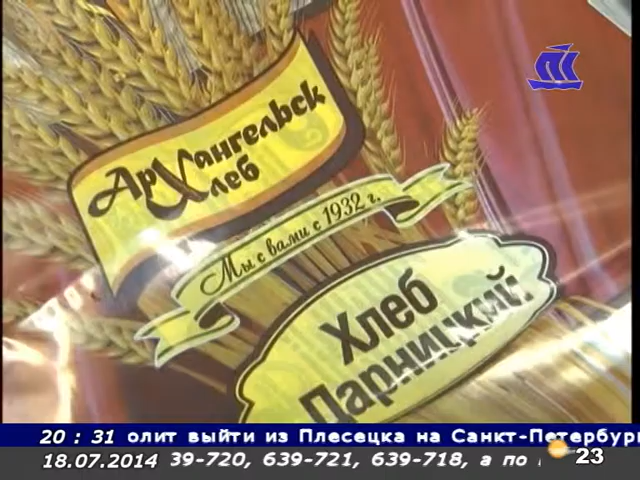 Архангельск
Хлеб
Мы с вами с 1932 г.
Хлеб
Дарницкий
20 : 31 олит выйти из Плесецка на Санкт-Петербург
18.07.2014 39-720, 639-721, 639-718, а по
23